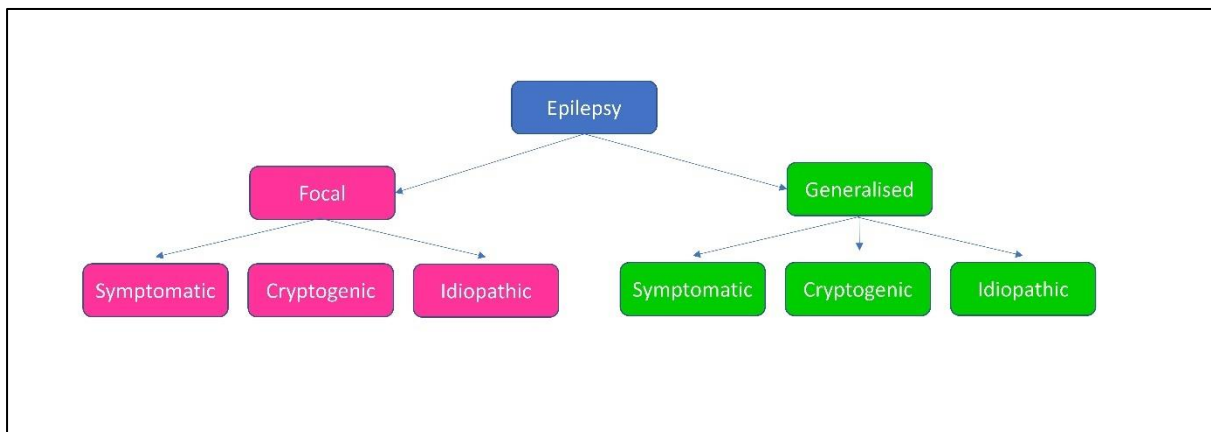 Epilepsy
Focal
Generalised
Symptomatic
Cryptogenic
Idiopathic
Symptomatic
Cryptogenic
Idiopathic